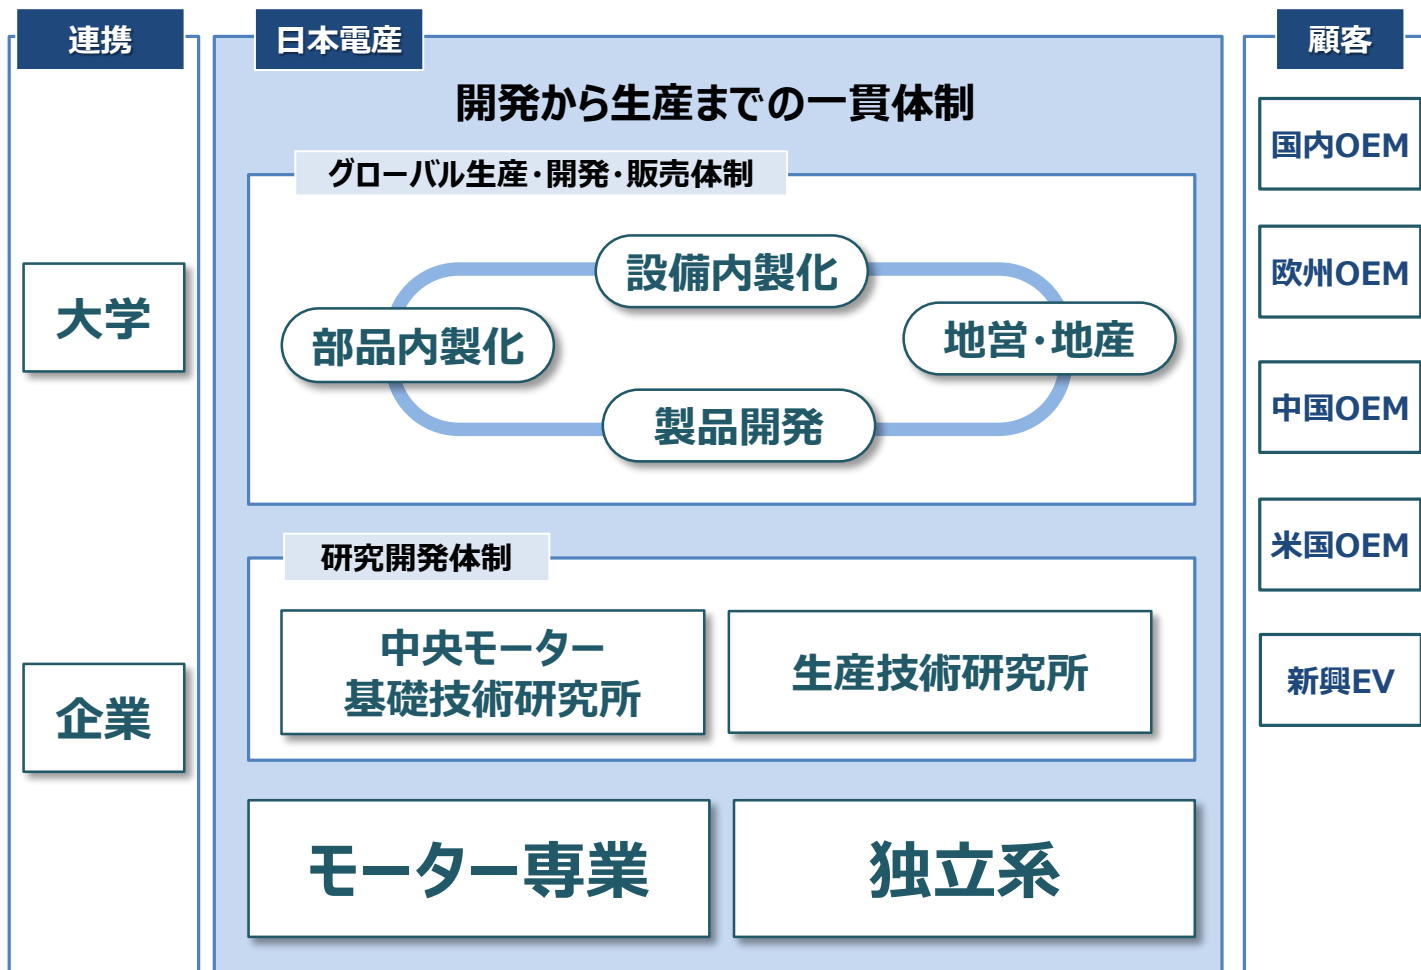 連携
大学
企業
日本電産
開発から生産までの一貫体制
グローバル生産・開発・販売体制
設備内製化
部品内製化
地営・地産
製品開発
研究開発体制
中央モーター
基礎技術研究所
生産技術研究所
モーター専業
独立系
顧客
国内OEM
欧州OEM
中国OEM
米国OEM
新興EV